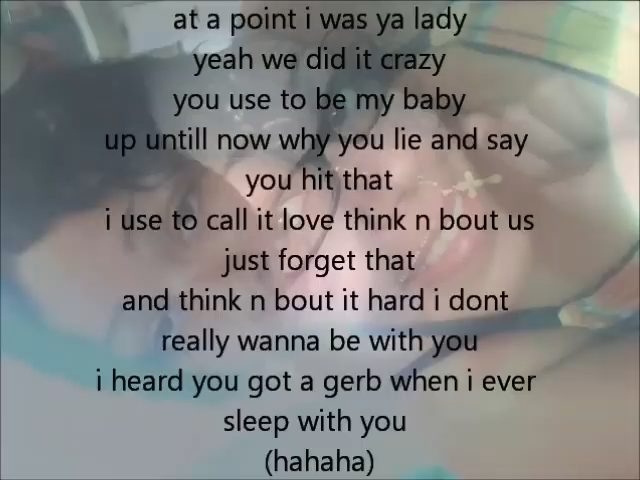 at a point i was ya lady
yeah we did it crazy
you use to be my baby
up untill now why you lie and say
you hit that
i use to call it love think n bout us
just forget that
and think n bout it hard i dont
really wanna be with you
i heard you got a gerb when i ever
sleep with you
(hahaha)